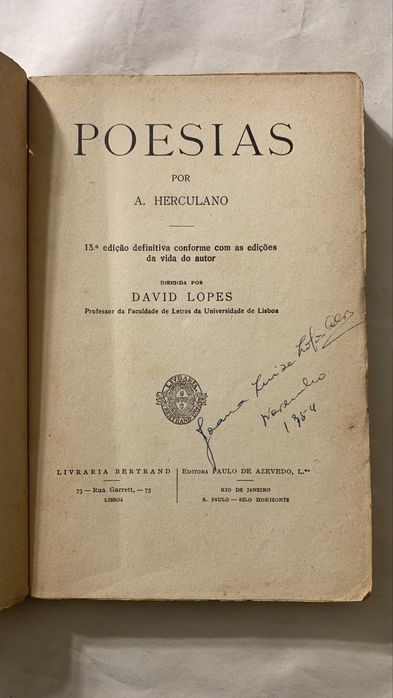 POESIAS
POR
A. HERCULANO
13.ª edição definitiva conforme com as edições
da vida do autor
DIRIGIDA POR
DAVID LOPES
Professor da Faculdade de Letras da Universidade de Lisboa
LIVRARIA
BERTRAND
Joana Luisa
Novembro
1954
LIVRARIA BERTRAND
73 — Rua Garrett, — 75
LISBOA
Editora PAULO DE AZEVEDO, L.ᵈᵃ
RIO DE JANEIRO
S. PAULO — BELO HORIZONTE